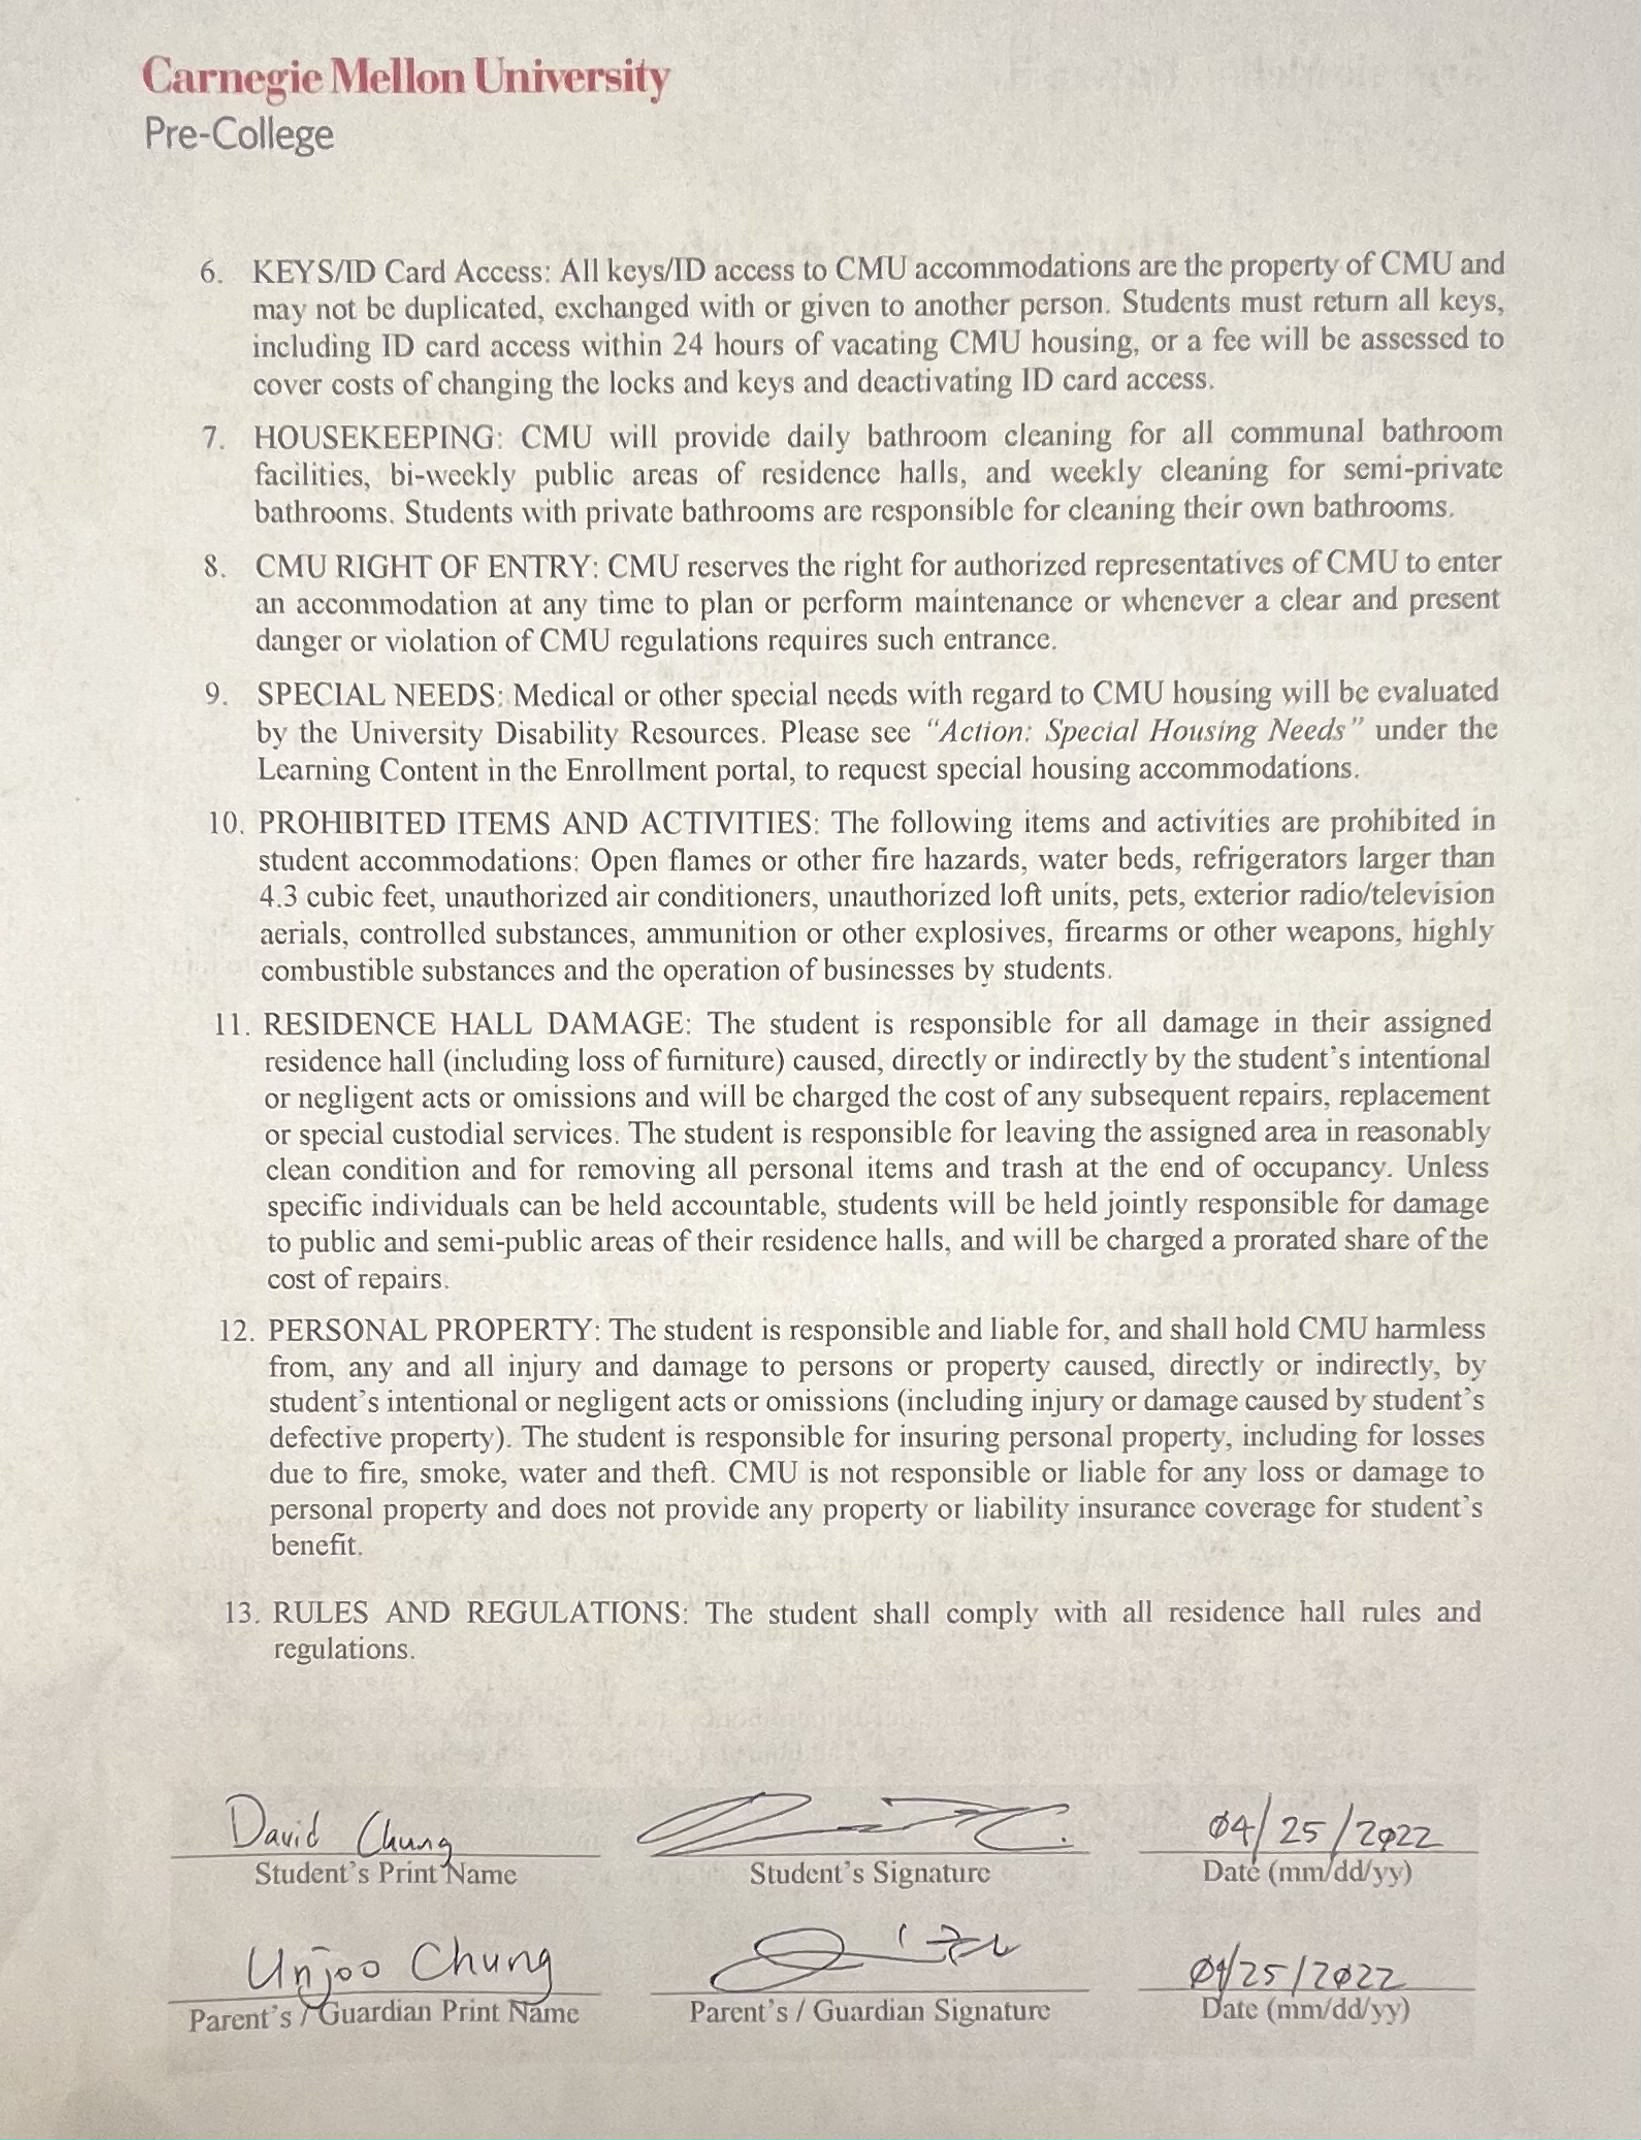 Carnegie Mellon University
Pre-College
6. KEYS/ID Card Access: All keys/ID access to CMU accommodations are the property of CMU and
may not be duplicated, exchanged with or given to another person. Students must return all keys,
including ID card access within 24 hours of vacating CMU housing, or a fee will be assessed to
cover costs of changing the locks and keys and deactivating ID card access.
7. HOUSEKEEPING: CMU will provide daily bathroom cleaning for all communal bathroom
facilities, bi-weekly public areas of residence halls, and weekly cleaning for semi-private
bathrooms. Students with private bathrooms are responsible for cleaning their own bathrooms.
8. CMU RIGHT OF ENTRY: CMU reserves the right for authorized representatives of CMU to enter
an accommodation at any time to plan or perform maintenance or whenever a clear and present
danger or violation of CMU regulations requires such entrance.
9. SPECIAL NEEDS: Medical or other special needs with regard to CMU housing will be evaluated
by the University Disability Resources. Please see “Action: Special Housing Needs” under the
Learning Content in the Enrollment portal, to request special housing accommodations.
10. PROHIBITED ITEMS AND ACTIVITIES: The following items and activities are prohibited in
student accommodations: Open flames or other fire hazards, water beds, refrigerators larger than
4.3 cubic feet, unauthorized air conditioners, unauthorized loft units, pets, exterior radio/television
aerials, controlled substances, ammunition or other explosives, firearms or other weapons, highly
combustible substances and the operation of businesses by students.
11. RESIDENCE HALL DAMAGE: The student is responsible for all damage in their assigned
residence hall (including loss of furniture) caused, directly or indirectly by the student’s intentional
or negligent acts or omissions and will be charged the cost of any subsequent repairs, replacement
or special custodial services. The student is responsible for leaving the assigned area in reasonably
clean condition and for removing all personal items and trash at the end of occupancy. Unless
specific individuals can be held accountable, students will be held jointly responsible for damage
to public and semi-public areas of their residence halls, and will be charged a prorated share of the
cost of repairs.
12. PERSONAL PROPERTY: The student is responsible and liable for, and shall hold CMU harmless
from, any and all injury and damage to persons or property caused, directly or indirectly, by
student’s intentional or negligent acts or omissions (including injury or damage caused by student’s
defective property). The student is responsible for insuring personal property, including for losses
due to fire, smoke, water and theft. CMU is not responsible or liable for any loss or damage to
personal property and does not provide any property or liability insurance coverage for student’s
benefit.
13. RULES AND REGULATIONS: The student shall comply with all residence hall rules and
regulations.
David Chung 04/25/2022
Student’s Print Name Student’s Signature Date (mm/dd/yy)
Unjoo Chung 04/25/2022
Parent’s / Guardian Print Name Parent’s / Guardian Signature Date (mm/dd/yy)